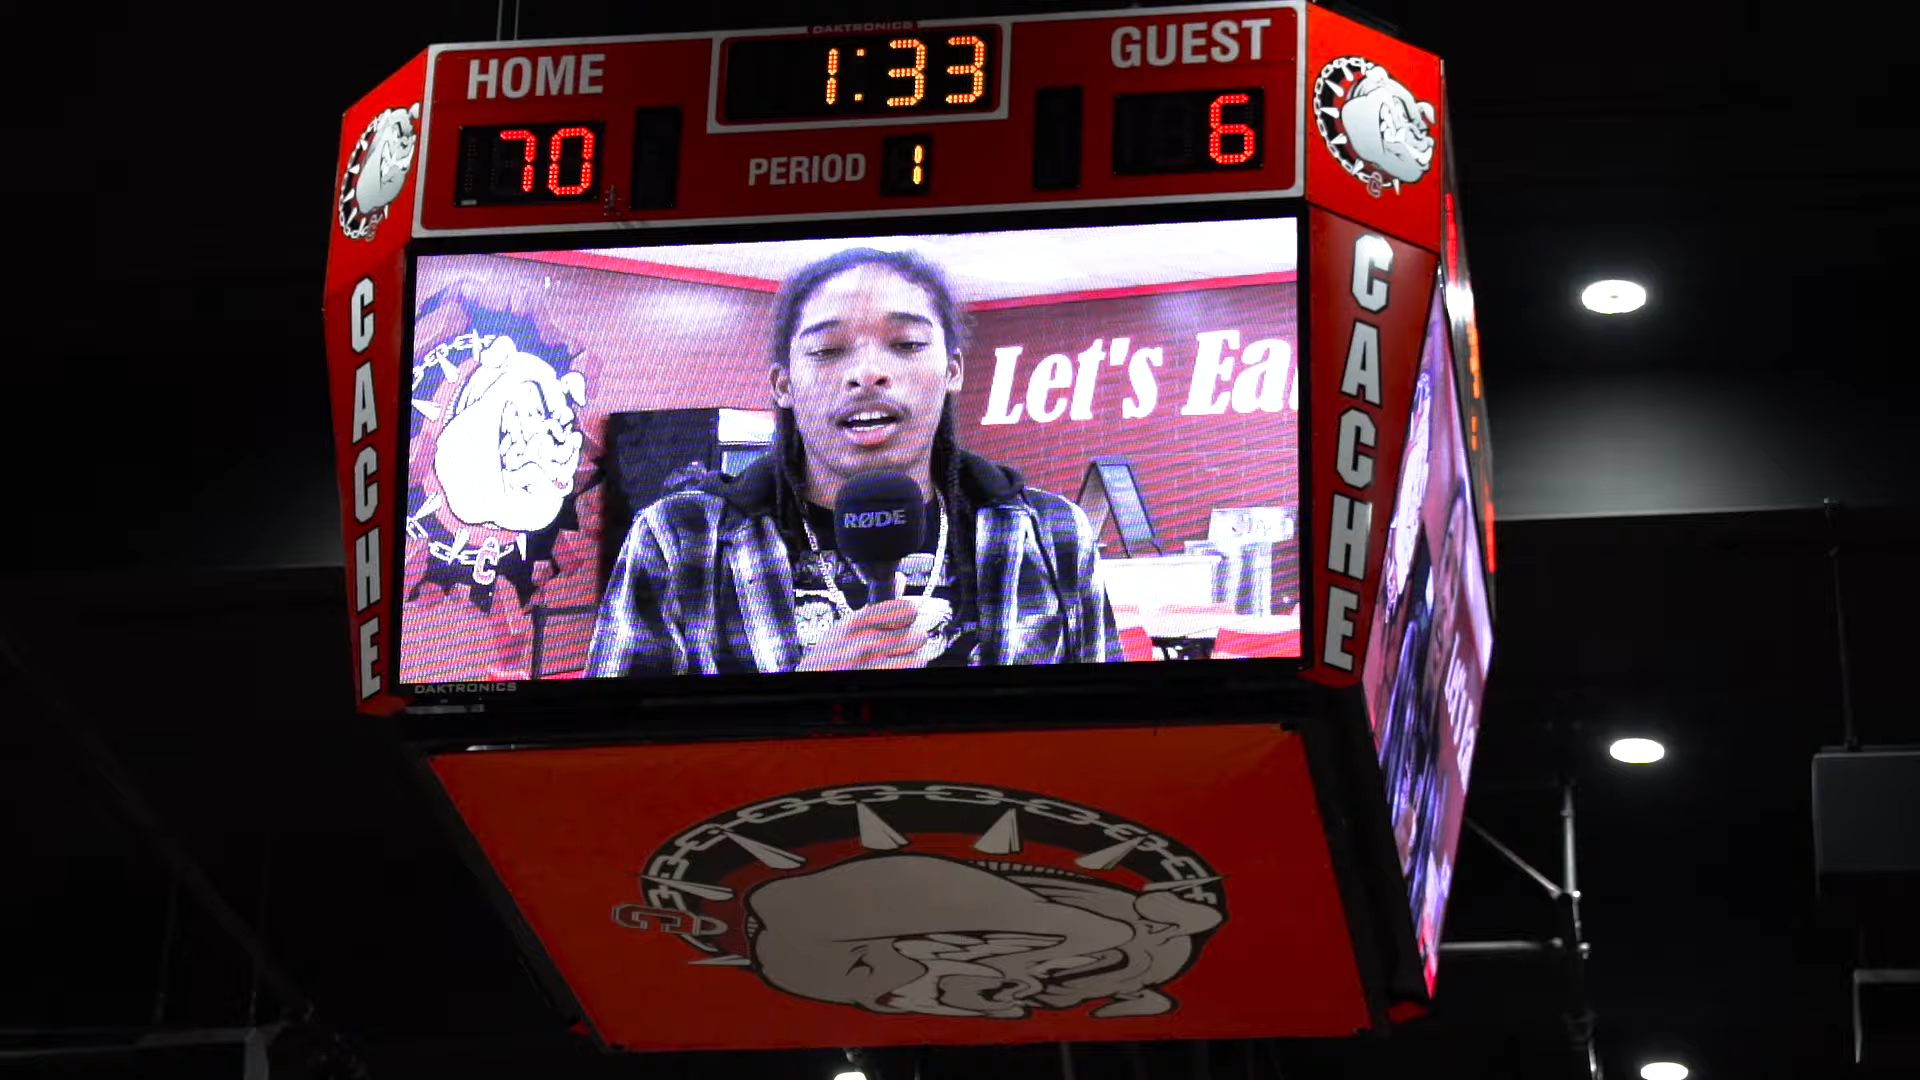 DAKTRONICS
HOME
1:33
GUEST
70
PERIOD
1
6
Let's Ea
RØDE
C
CACHE
CACHE
DAKTRONICS
C